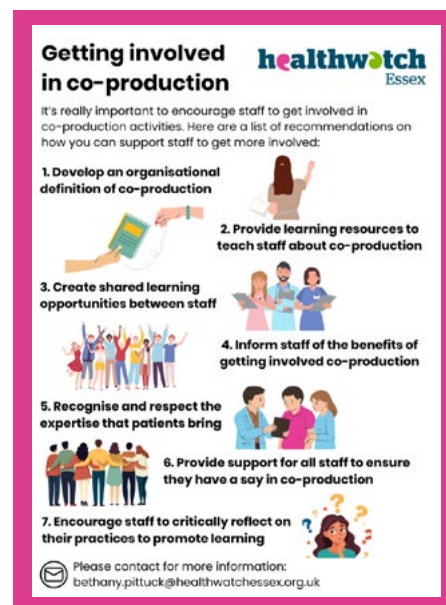 Getting involved
in co-production
healthwatch
Essex
It's really important to encourage staff to get involved in
co-production activities. Here are a list of recommendations on
how you can support staff to get more involved:
1. Develop an organisational
definition of co-production
2. Provide learning resources to
teach staff about co-production
3. Create shared learning
opportunities between staff
4. Inform staff of the benefits of
getting involved co-production
5. Recognise and respect the
expertise that patients bring
6. Provide support for all staff to ensure
they have a say in co-production
7. Encourage staff to critically reflect on
their practices to promote learning
Please contact for more information:
bethany.pittuck@healthwatchessex.org.uk